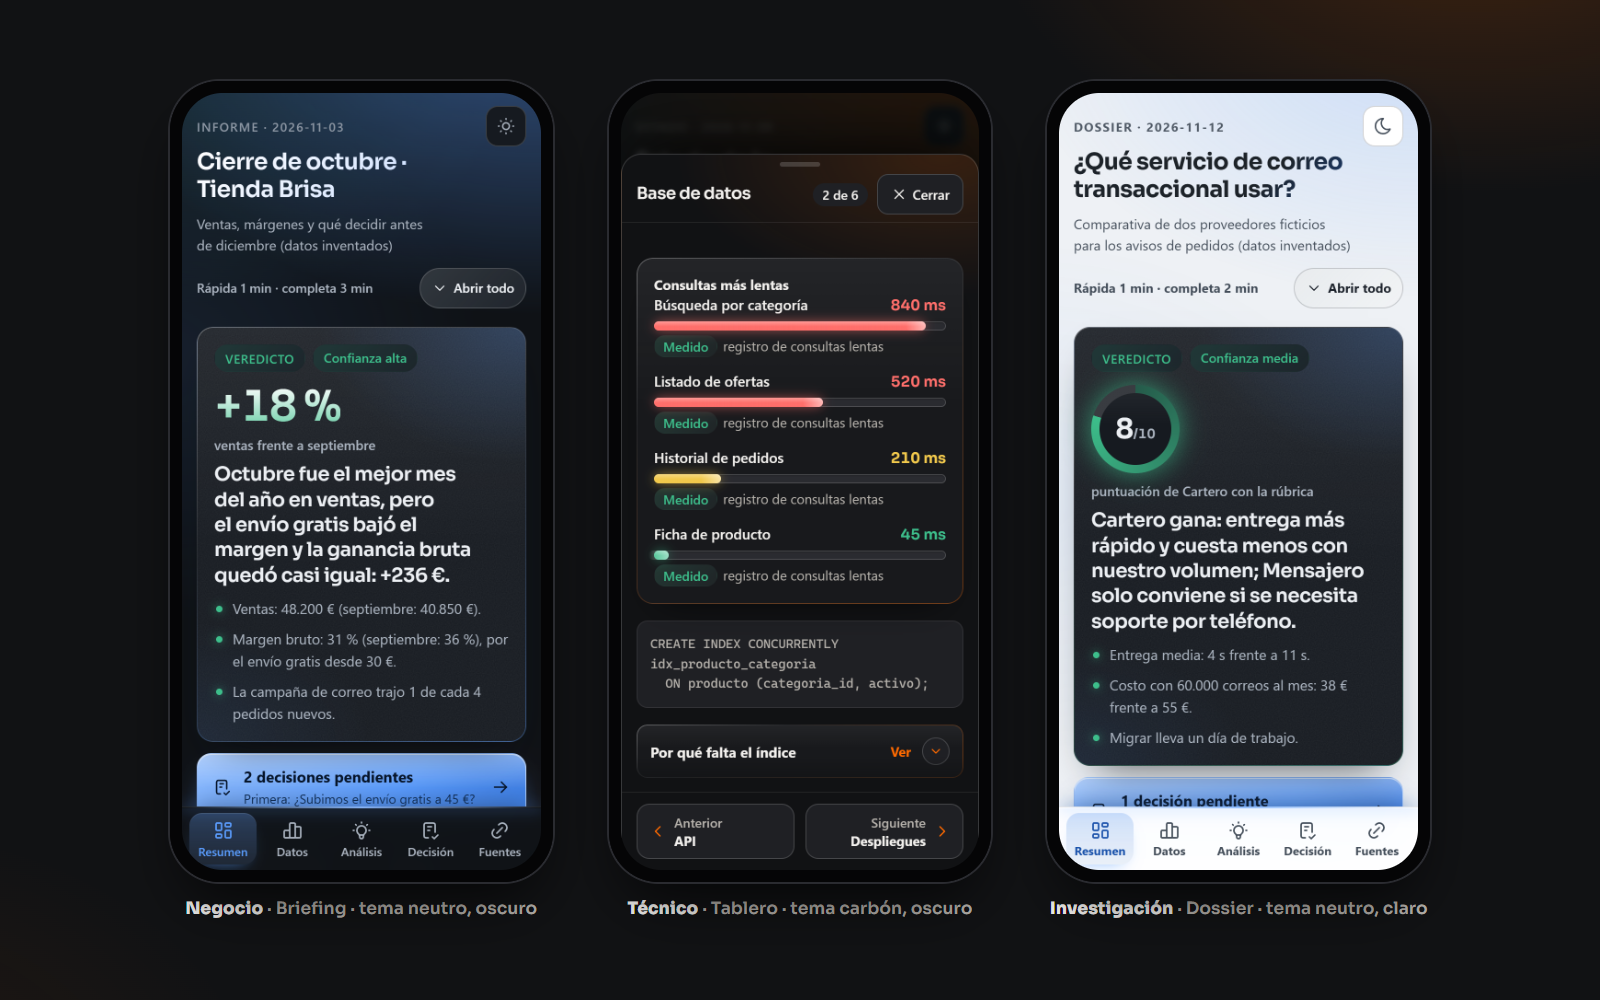 INFORME · 2026-11-03
Cierre de octubre ·
Tienda Brisa
Ventas, márgenes y qué decidir antes
de diciembre (datos inventados)
Rápida 1 min · completa 3 min
Abrir todo
VEREDICTO
Confianza alta
+18 %
ventas frente a septiembre
Octubre fue el mejor mes
del año en ventas, pero
el envío gratis bajó el
margen y la ganancia bruta
quedó casi igual: +236 €.
Ventas: 48.200 € (septiembre: 40.850 €).
Margen bruto: 31 % (septiembre: 36 %), por
el envío gratis desde 30 €.
La campaña de correo trajo 1 de cada 4
pedidos nuevos.
2 decisiones pendientes
Primera: ¿Subimos el envío gratis a 45 €?
Resumen
Datos
Análisis
Decisión
Fuentes
Negocio · Briefing · tema neutro, oscuro
Base de datos
2 de 6
Cerrar
Consultas más lentas
Búsqueda por categoría 840 ms
Medido registro de consultas lentas
Listado de ofertas 520 ms
Medido registro de consultas lentas
Historial de pedidos 210 ms
Medido registro de consultas lentas
Ficha de producto 45 ms
Medido registro de consultas lentas
CREATE INDEX CONCURRENTLY
idx_producto_categoria
ON producto (categoria_id, activo);
Por qué falta el índice
Ver
Anterior
API
Siguiente
Despliegues
Técnico · Tablero · tema carbón, oscuro
DOSSIER · 2026-11-12
¿Qué servicio de correo
transaccional usar?
Comparativa de dos proveedores ficticios
para los avisos de pedidos (datos inventados)
Rápida 1 min · completa 2 min
Abrir todo
VEREDICTO
Confianza media
8/10
puntuación de Cartero con la rúbrica
Cartero gana: entrega más
rápido y cuesta menos con
nuestro volumen; Mensajero
solo conviene si se necesita
soporte por teléfono.
Entrega media: 4 s frente a 11 s.
Costo con 60.000 correos al mes: 38 €
frente a 55 €.
Migrar lleva un día de trabajo.
1 decisión pendiente
Resumen
Datos
Análisis
Decisión
Fuentes
Investigación · Dossier · tema neutro, claro